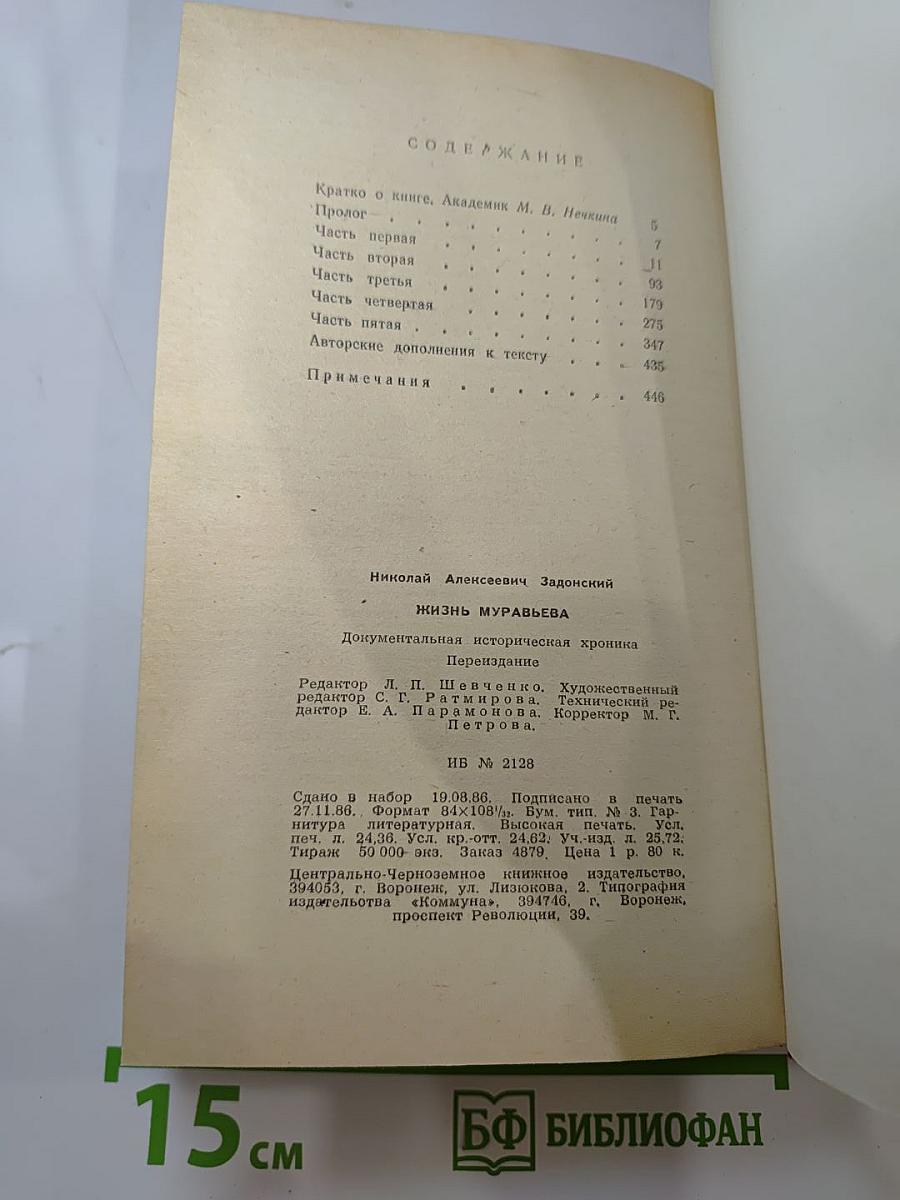 СОДЕРЖАНИЕ
Кратко о книге. Академик М. В. Нечкина 5
Пролог . . . . . . . . . 7
Часть первая . . . . . . . 11
Часть вторая . . . . . . . 93
Часть третья . . . . . . . 179
Часть четвертая . . . . . . 275
Часть пятая . . . . . . . . 347
Авторские дополнения к тексту . . . 435
Примечания . . . . . . . 446
Николай Алексеевич Задонский
ЖИЗНЬ МУРАВЬЕВА
Документальная историческая хроника
Переиздание
Редактор Л. П. Шевченко. Художественный
редактор С. Г. Ратмирова. Технический ре-
дактор Е. А. Парамонова. Корректор М. Г.
Петрова.
ИБ № 2128
Сдано в набор 19.08.86. Подписано в печать
27.11.86. Формат 84×108 1/32. Бум. тип. № 3. Гар-
нитура литературная. Высокая печать. Усл.
печ. л. 24,36. Усл. кр.-отт. 24,62. Уч.-изд. л. 25,72.
Тираж 50 000 экз. Заказ 4879. Цена 1 р. 80 к.
Центрально-Черноземное книжное издательство,
394053, г. Воронеж, ул. Лизюкова, 2. Типография
издательства «Коммуна», 394746, г. Воронеж,
проспект Революции, 39.
15 см
БФ БИБЛИОФАН